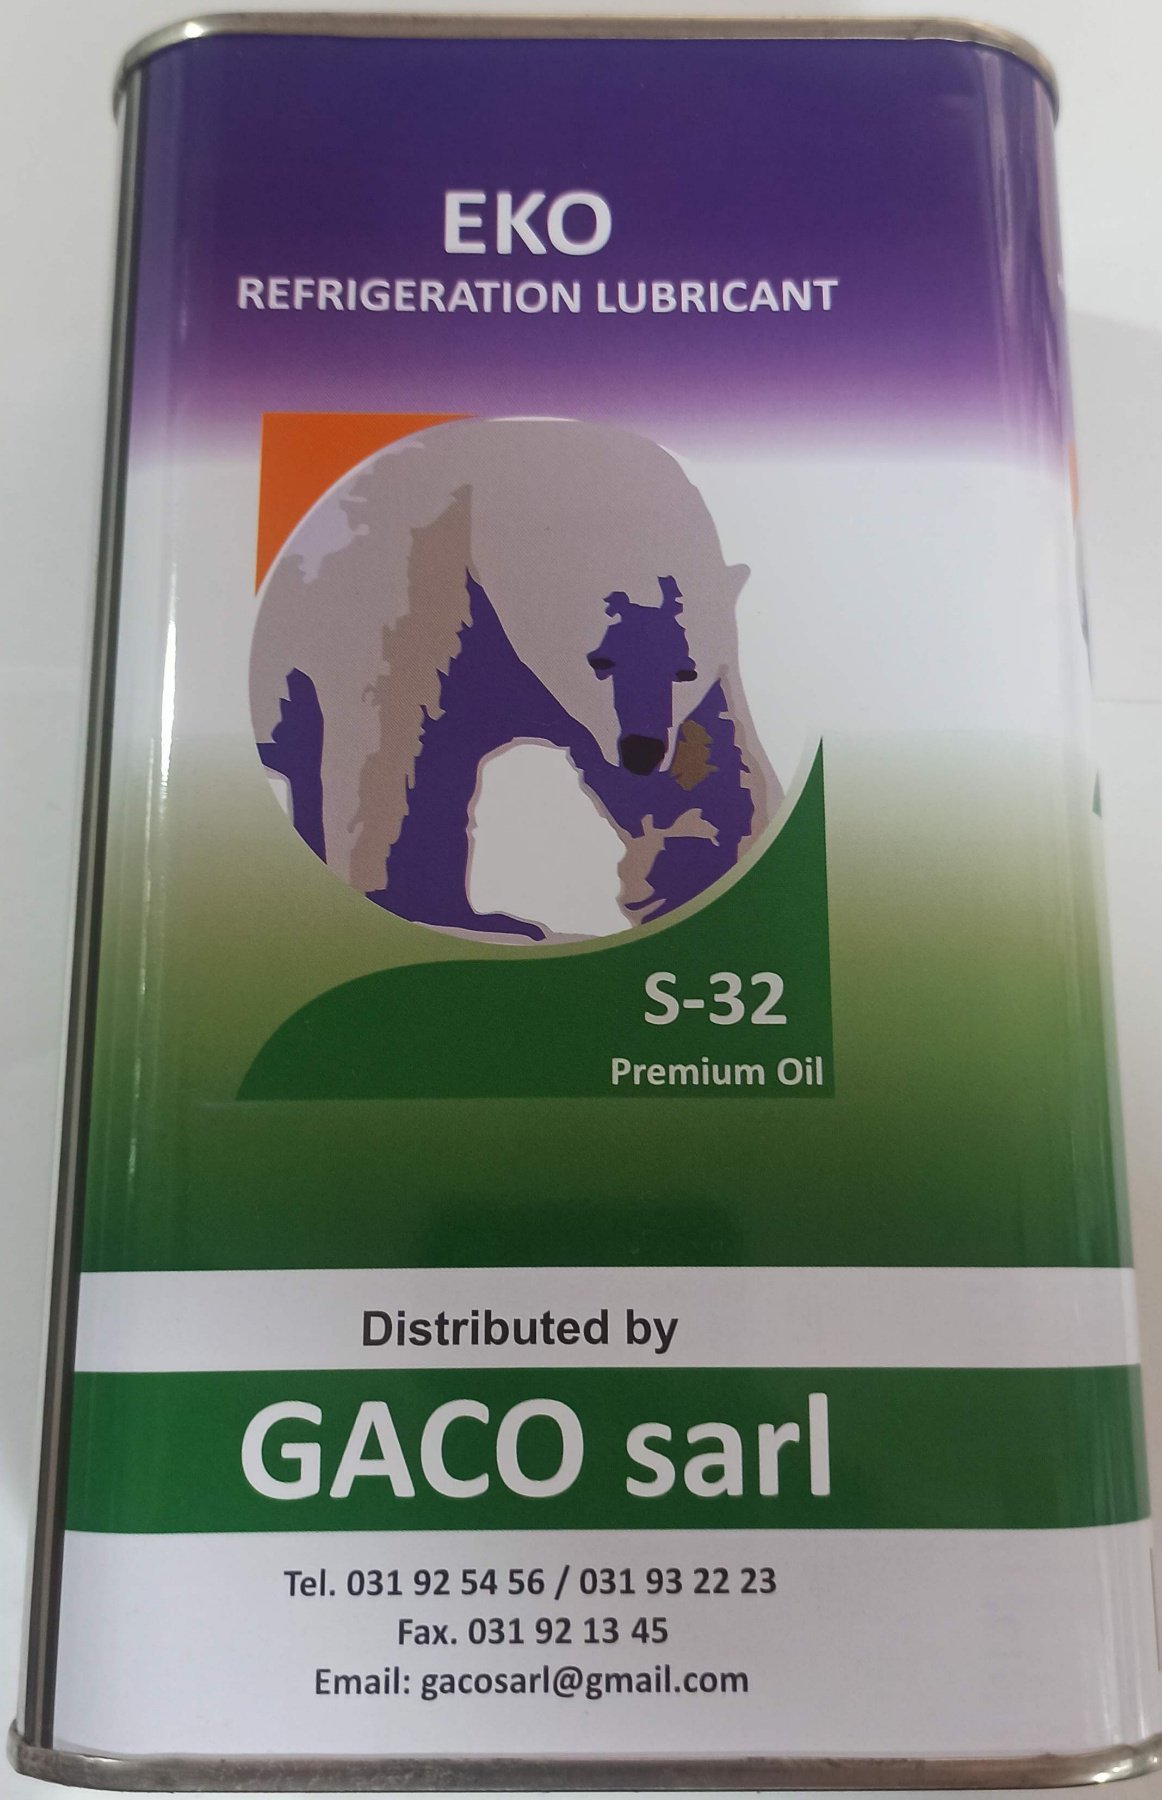 EKO
REFRIGERATION LUBRICANT
S-32
Premium Oil
Distributed by
GACO sarl
Tel. 031 92 54 56 / 031 93 22 23
Fax. 031 92 13 45
Email: gacosarl@gmail.com